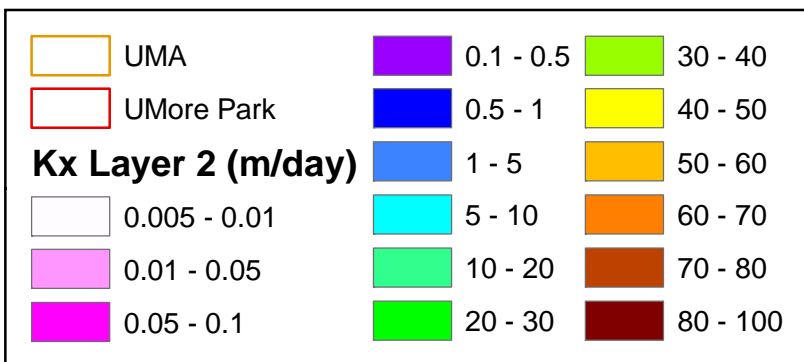 UMA
UMore Park
Kx Layer 2 (m/day)
0.005 - 0.01
0.01 - 0.05
0.05 - 0.1
0.1 - 0.5
0.5 - 1
1 - 5
5 - 10
10 - 20
20 - 30
30 - 40
40 - 50
50 - 60
60 - 70
70 - 80
80 - 100